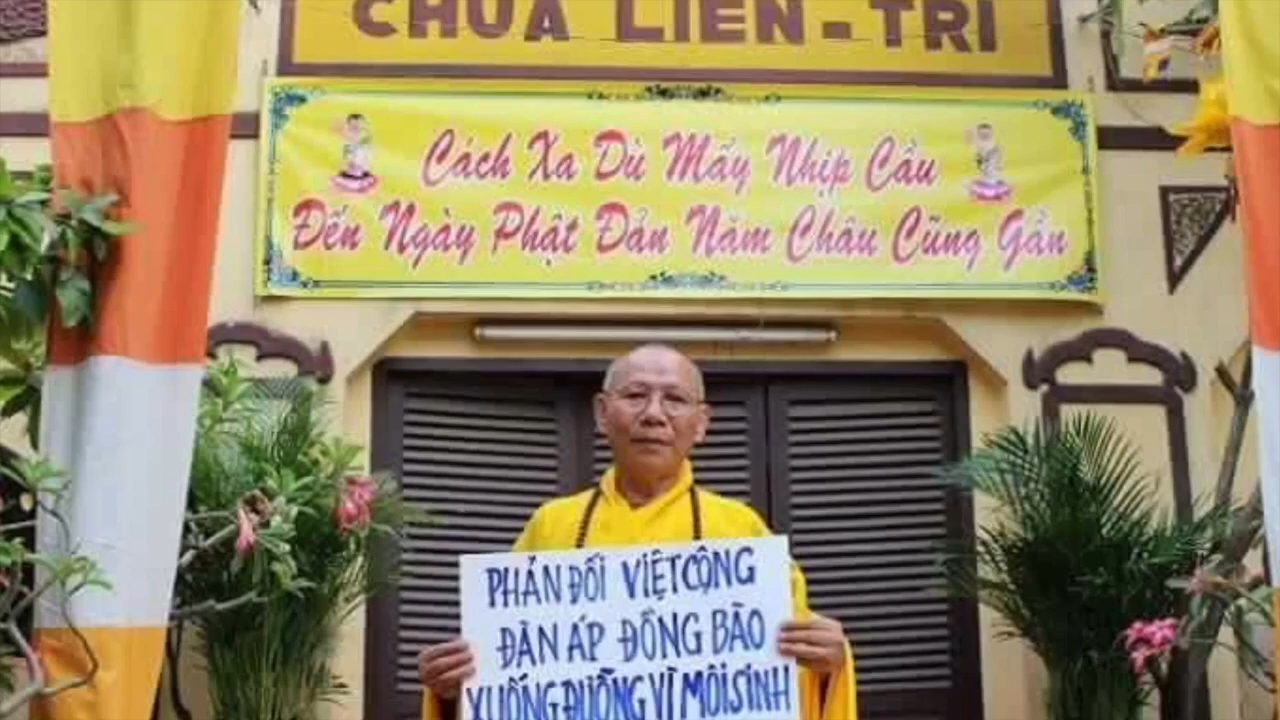 CHÙA LIÊN-TRÌ
Cách Xa Dù Mấy Nhịp Cầu
Đến Ngày Phật Đản Năm Châu Cũng Gần
PHẢN ĐỐI VIỆT CỘNG
ĐÀN ÁP ĐỒNG BÀO
XUỐNG ĐƯỜNG VÌ MÔI SINH